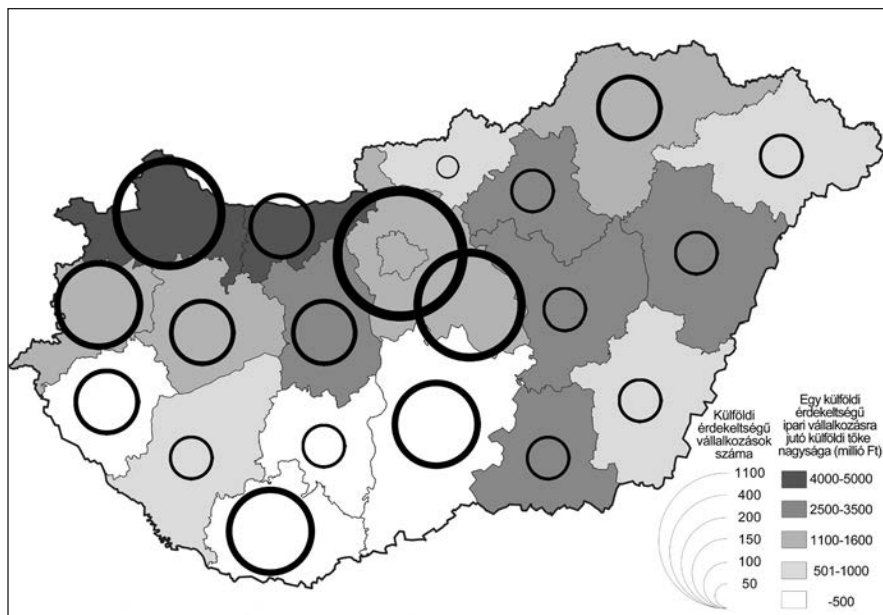 Külföldi
érdekeltségű
vállalkozások
száma
1100
400
200
150
100
50
Egy külföldi
érdekeltségű
ipari vállalkozásra
jutó külföldi tőke
nagysága (millió Ft)
4000-5000
2500-3500
1100-1600
501-1000
-500